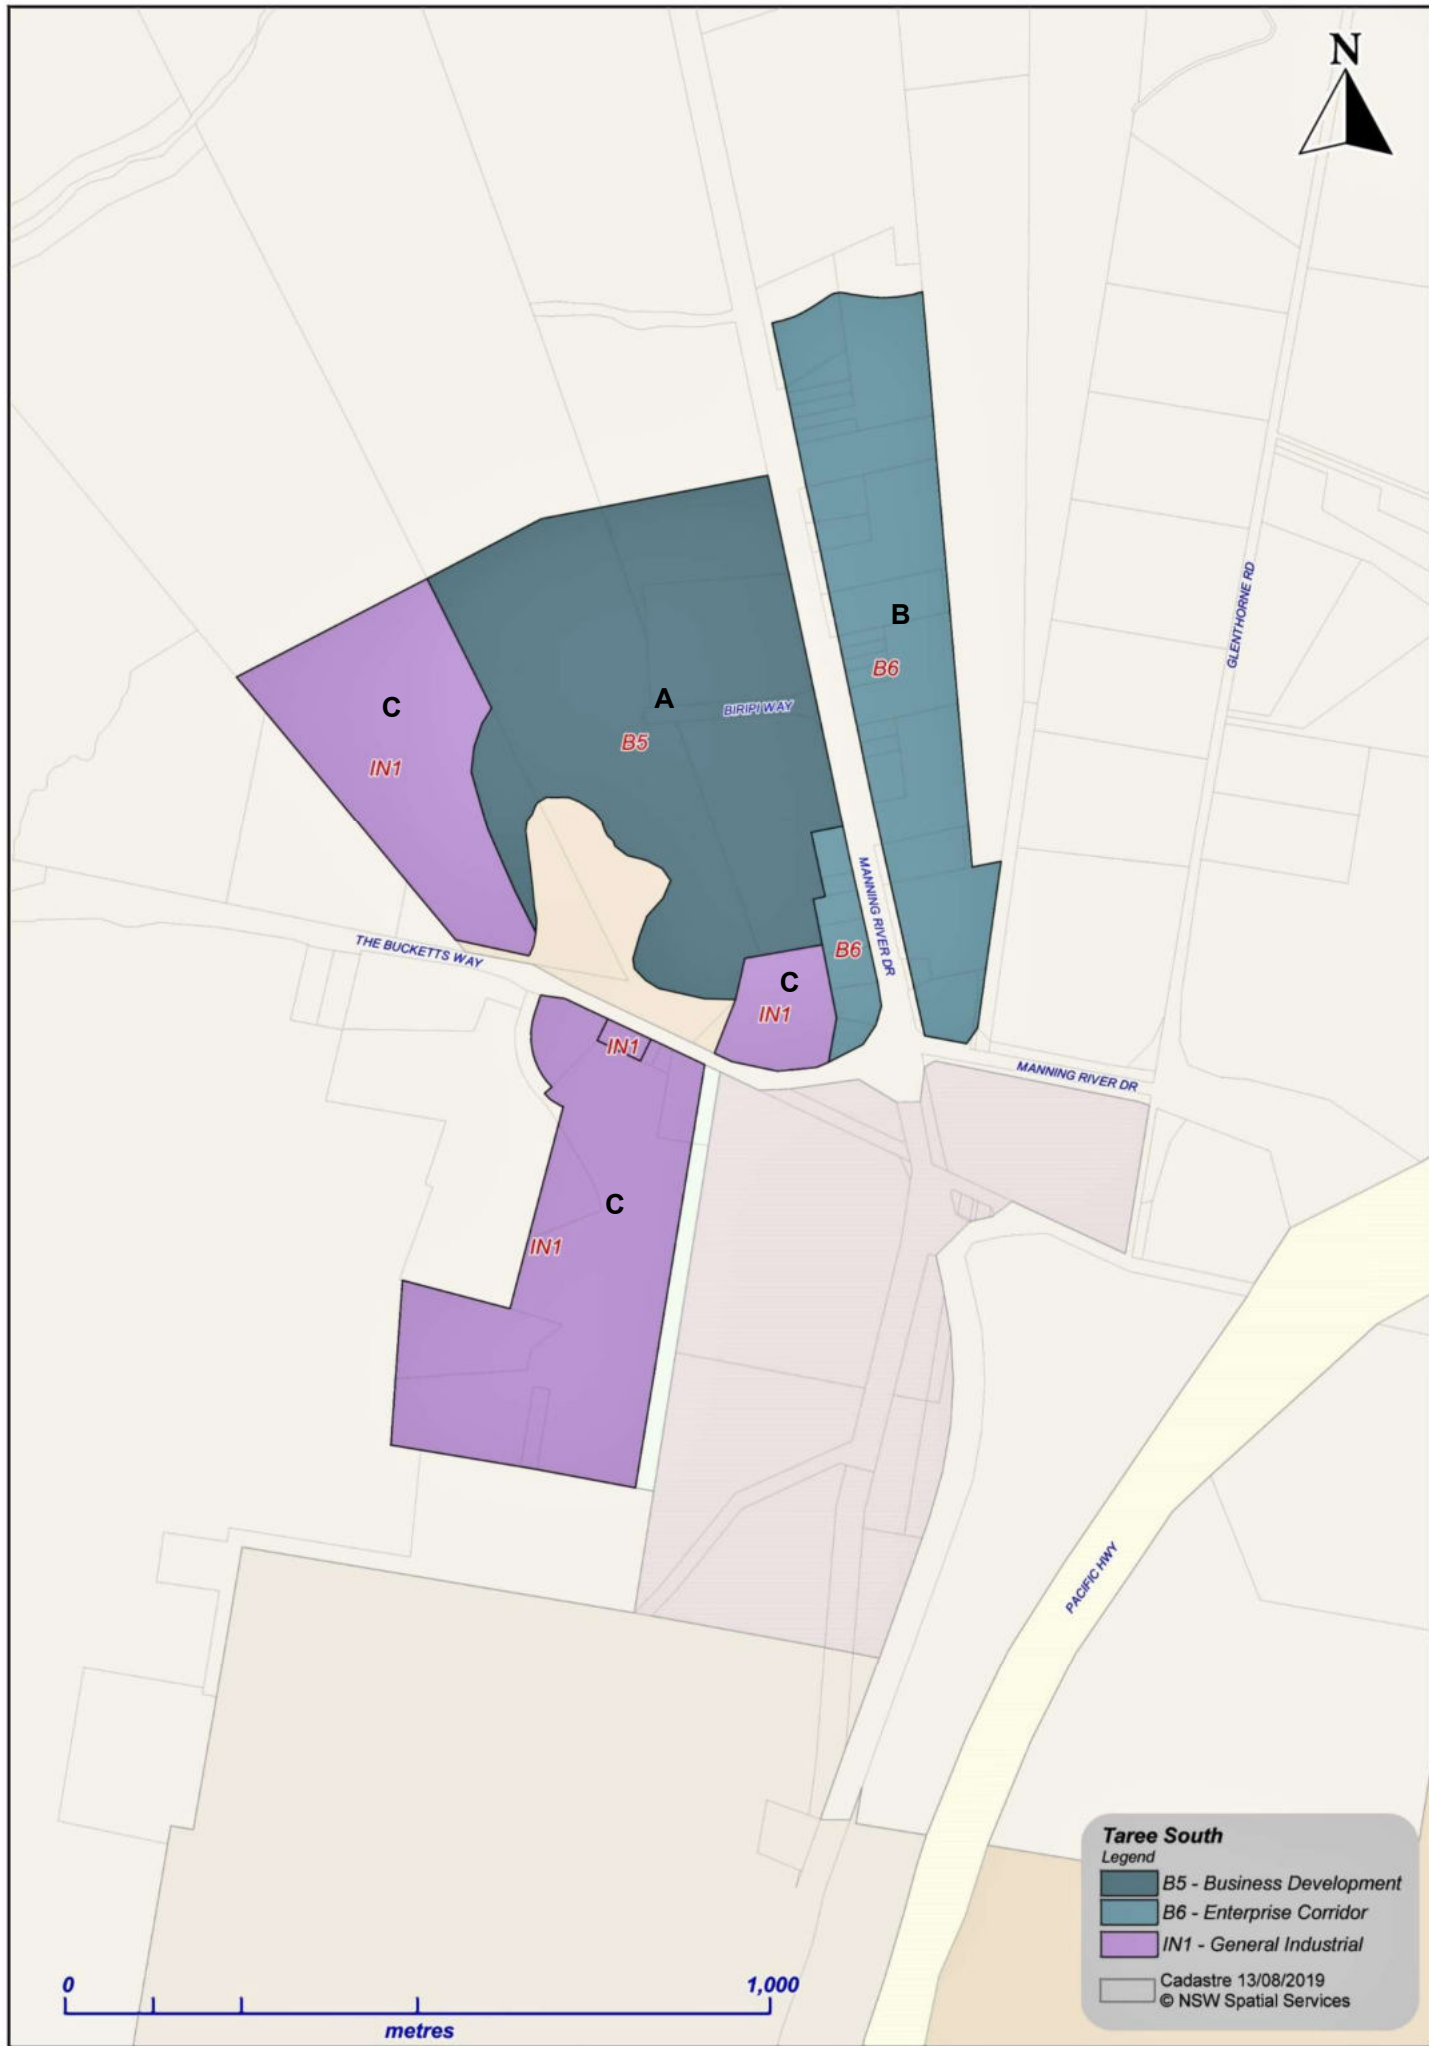 N
GLENTHORNE RD
B
B6
C
A
BIRIPI WAY
B5
IN1
MANNING RIVER DR
THE BUCKETTS WAY
B6
C
IN1
IN1
MANNING RIVER DR
C
IN1
PACIFIC HWY
Taree South
Legend
B5 - Business Development
B6 - Enterprise Corridor
IN1 - General Industrial
Cadastre 13/08/2019
© NSW Spatial Services
0
1,000
metres